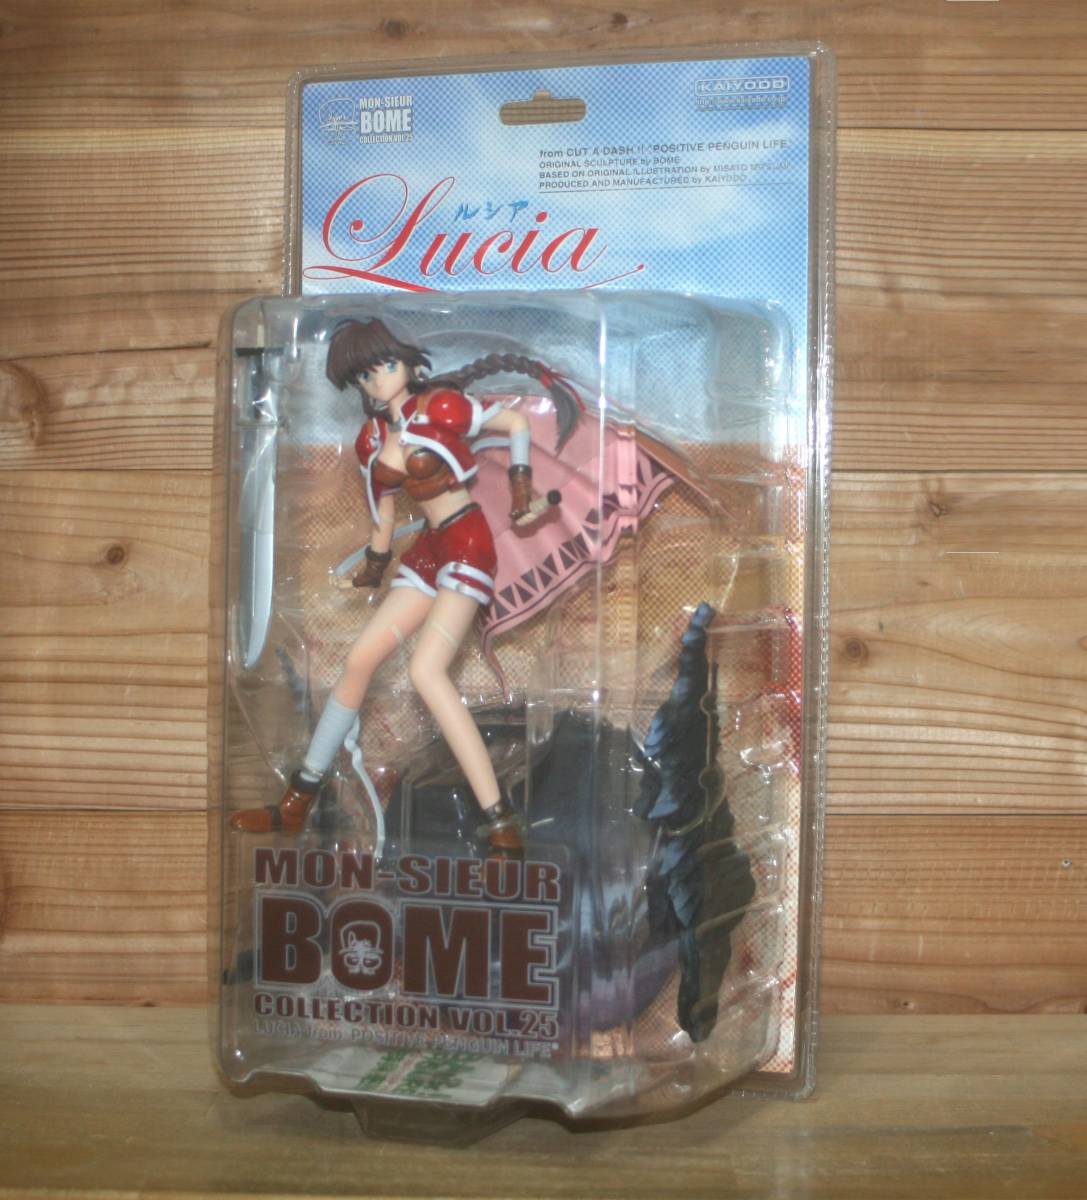 MON-SIEUR
BOME
COLLECTION VOL.25
KAIYODO
from CUT A DASH!! "POSITIVE PENGUIN LIFE"
ORIGINAL SCULPTURE by BOME
BASED ON ORIGINAL ILLUSTRATION by MISATO
PRODUCED AND MANUFACTURED by KAIYODO
ルシア
Lucia
MON-SIEUR
BOME
COLLECTION VOL.25
LUCIA from "POSITIVE PENGUIN LIFE"